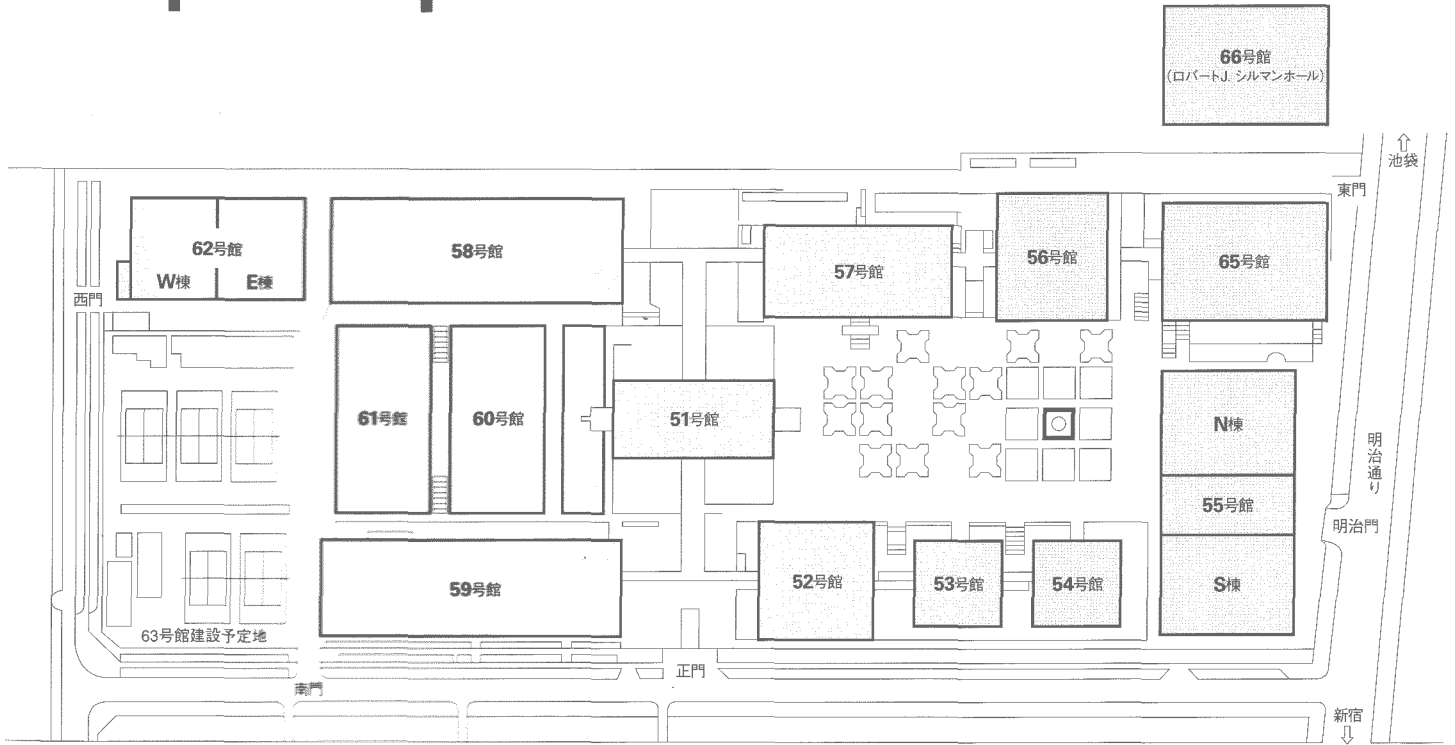 66号館
(ロバートJ. シルマンホール)
池袋
東門
62号館
W棟
E棟
58号館
57号館
56号館
65号館
西門
61号館
60号館
51号館
N棟
明治通り
55号館
明治門
S棟
59号館
52号館
53号館
54号館
63号館建設予定地
正門
南門
新宿